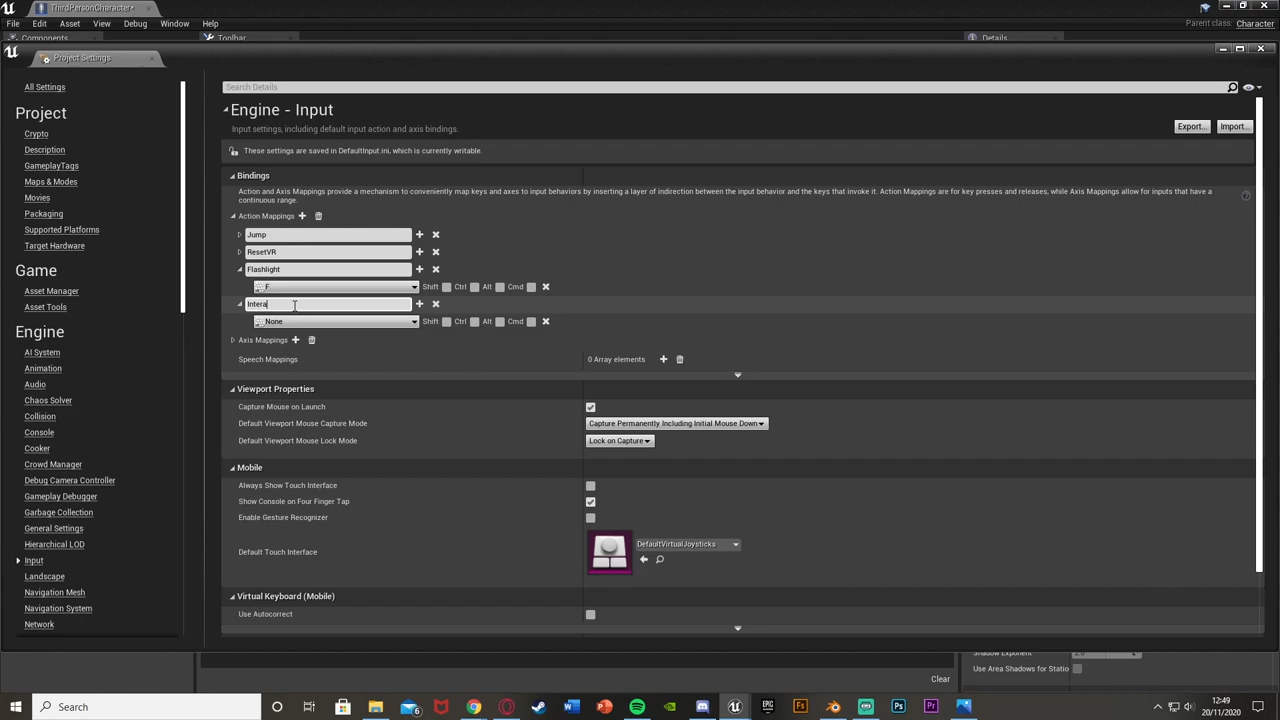 ThirdPersonCharacter*
File Edit Asset View Debug Window Help
Parent class: Character
Components Toolbar Details
Project Settings
All Settings
Project
Crypto
Description
GameplayTags
Maps & Modes
Movies
Packaging
Supported Platforms
Target Hardware
Game
Asset Manager
Asset Tools
Engine
AI System
Animation
Audio
Chaos Solver
Collision
Console
Cooker
Crowd Manager
Debug Camera Controller
Gameplay Debugger
Garbage Collection
General Settings
Hierarchical LOD
Input
Landscape
Navigation Mesh
Navigation System
Network
Search Details
Engine - Input
Input settings, including default input action and axis bindings.
Export... Import...
These settings are saved in DefaultInput.ini, which is currently writable.
Bindings
Action and Axis Mappings provide a mechanism to conveniently map keys and axes to input behaviors by inserting a layer of indirection between the input behavior and the keys that invoke it. Action Mappings are for key presses and releases, while Axis Mappings allow for inputs that have a
continuous range.
Action Mappings
Jump
ResetVR
Flashlight
F Shift Ctrl Alt Cmd
Intera
None Shift Ctrl Alt Cmd
Axis Mappings
Speech Mappings 0 Array elements
Viewport Properties
Capture Mouse on Launch
Default Viewport Mouse Capture Mode Capture Permanently Including Initial Mouse Down
Default Viewport Mouse Lock Mode Lock on Capture
Mobile
Always Show Touch Interface
Show Console on Four Finger Tap
Enable Gesture Recognizer
Default Touch Interface DefaultVirtualJoysticks
Virtual Keyboard (Mobile)
Use Autocorrect
Shadow Exponent
Use Area Shadows for Statio
Clear
Search
12:49
20/11/2020